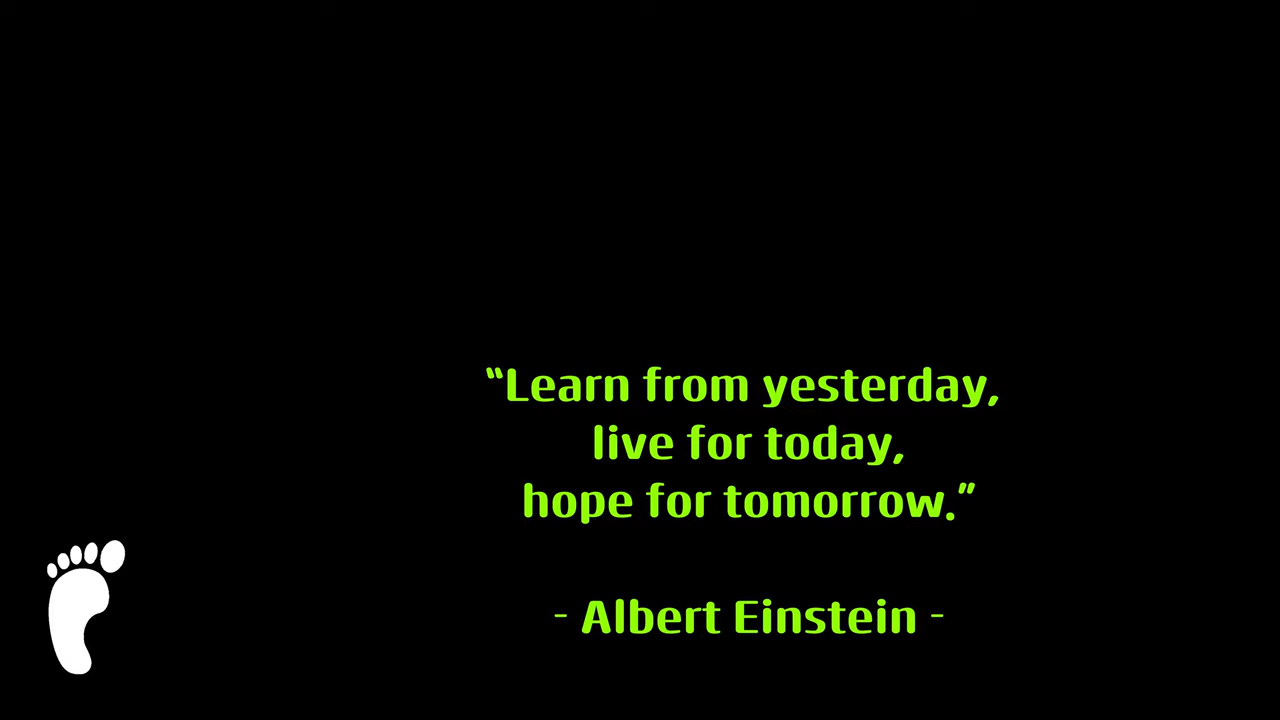 “Learn from yesterday,
live for today,
hope for tomorrow.”
- Albert Einstein -